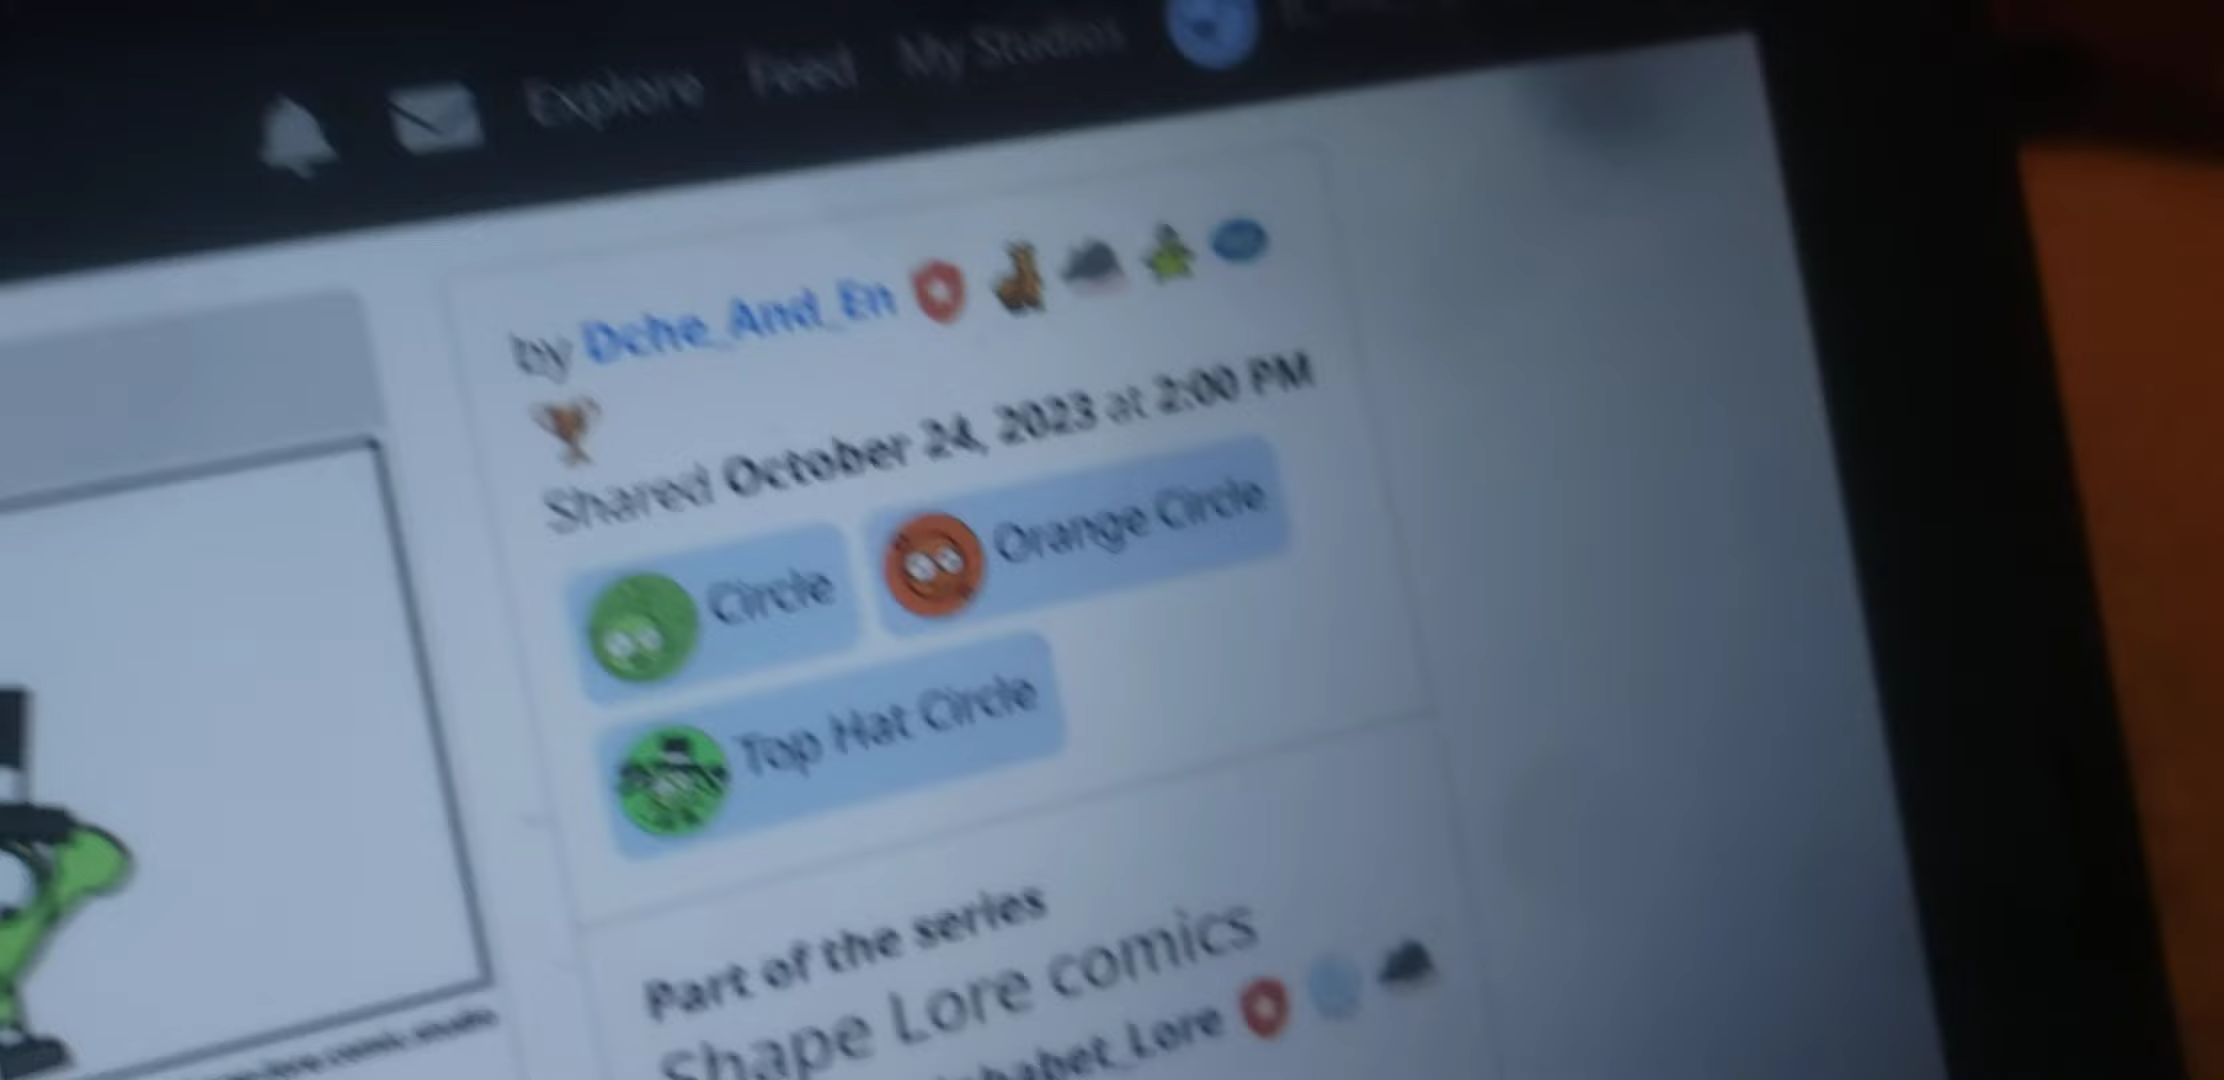 Explore Feed My Studios
by Dche_And_En
Shared October 24, 2023 at 2:00 PM
Circle
Orange Circle
Top Hat Circle
Part of the series
Shape Lore comics